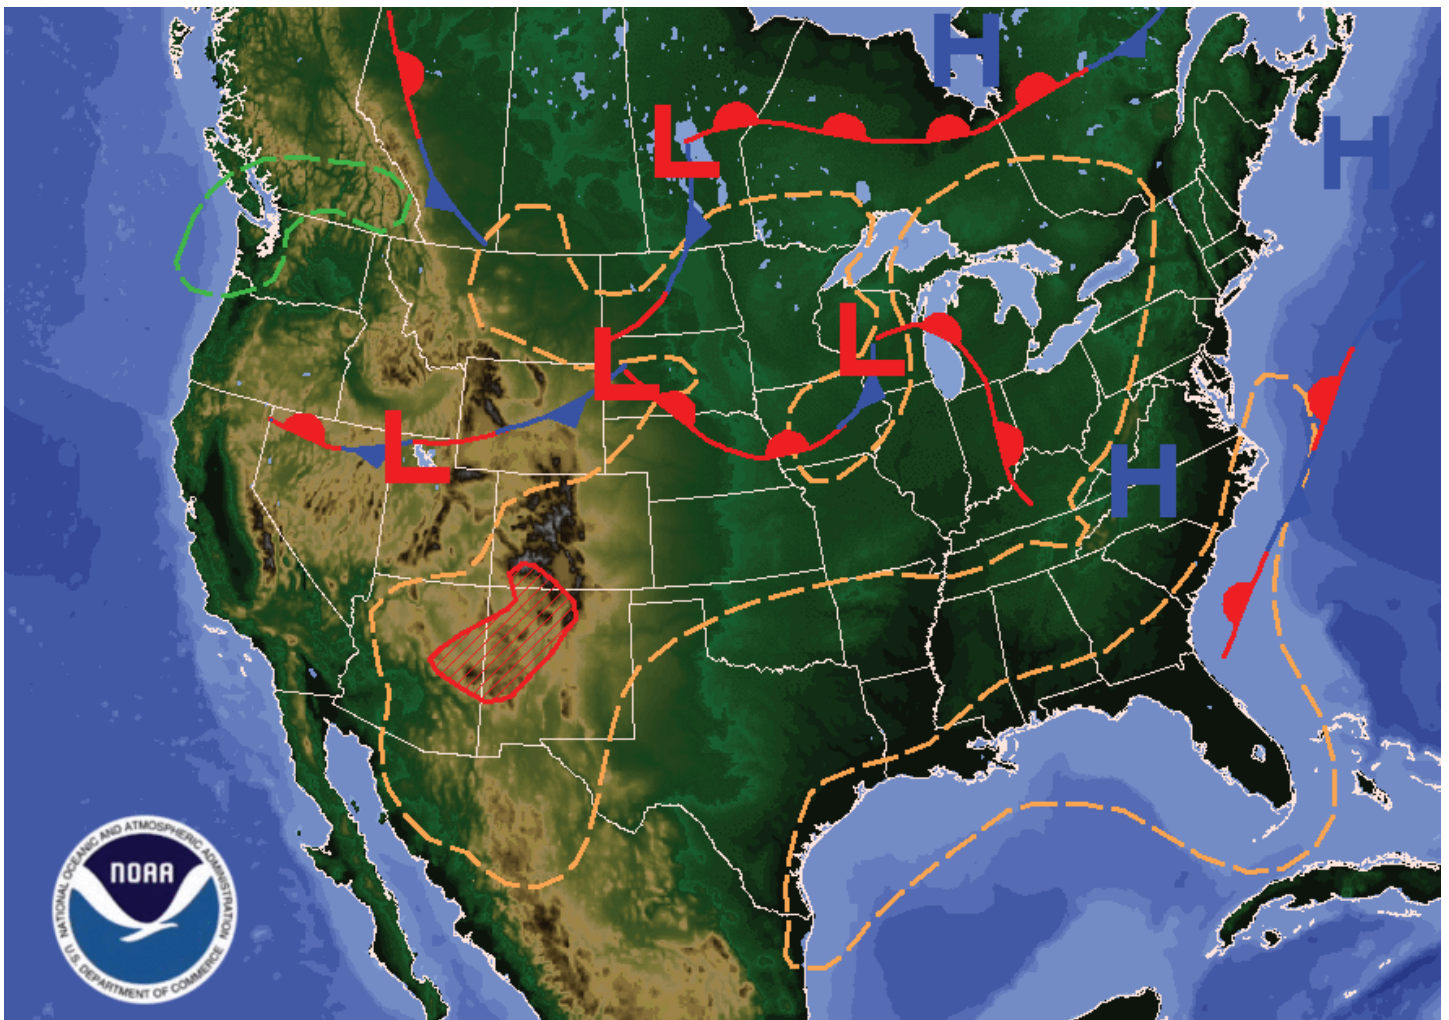 H
H
L
L
L
L
H
NOAA
NATIONAL OCEANIC AND ATMOSPHERIC ADMINISTRATION
U.S. DEPARTMENT OF COMMERCE